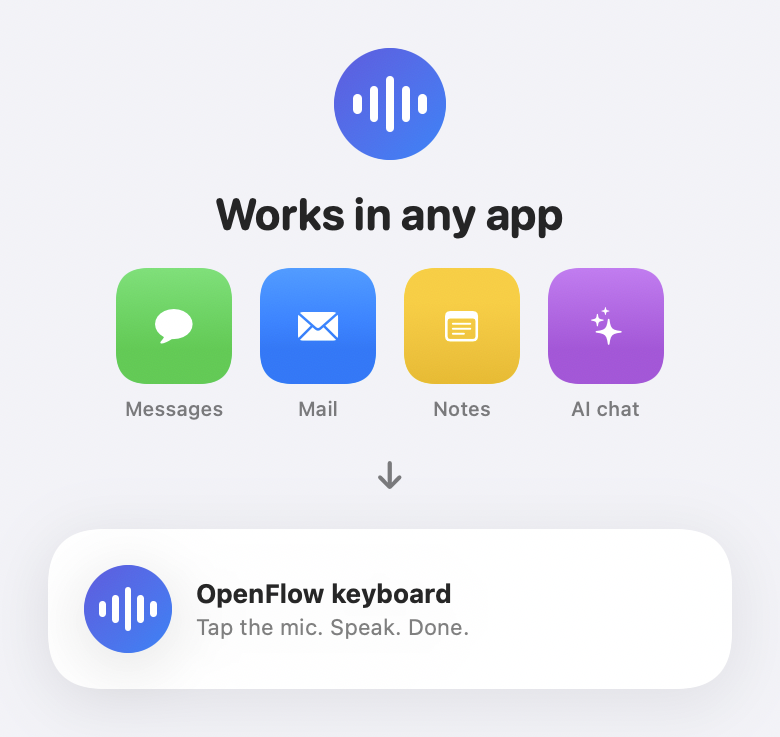 Works in any app
Messages Mail Notes AI chat
OpenFlow keyboard
Tap the mic. Speak. Done.